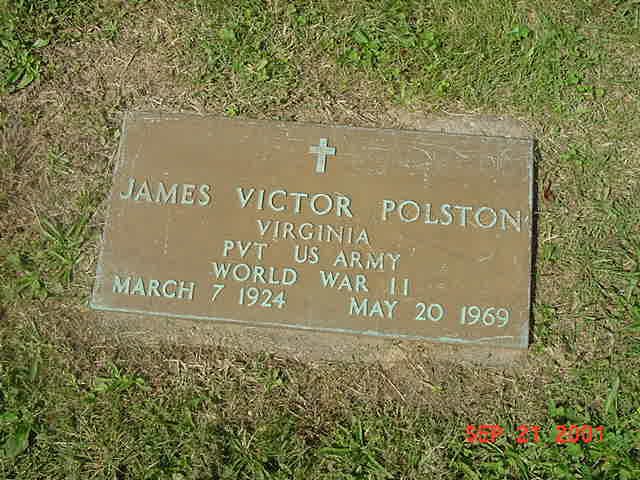 JAMES VICTOR POLSTON
VIRGINIA
PVT US ARMY
WORLD WAR II
MARCH 7 1924 MAY 20 1969
SEP 21 2001